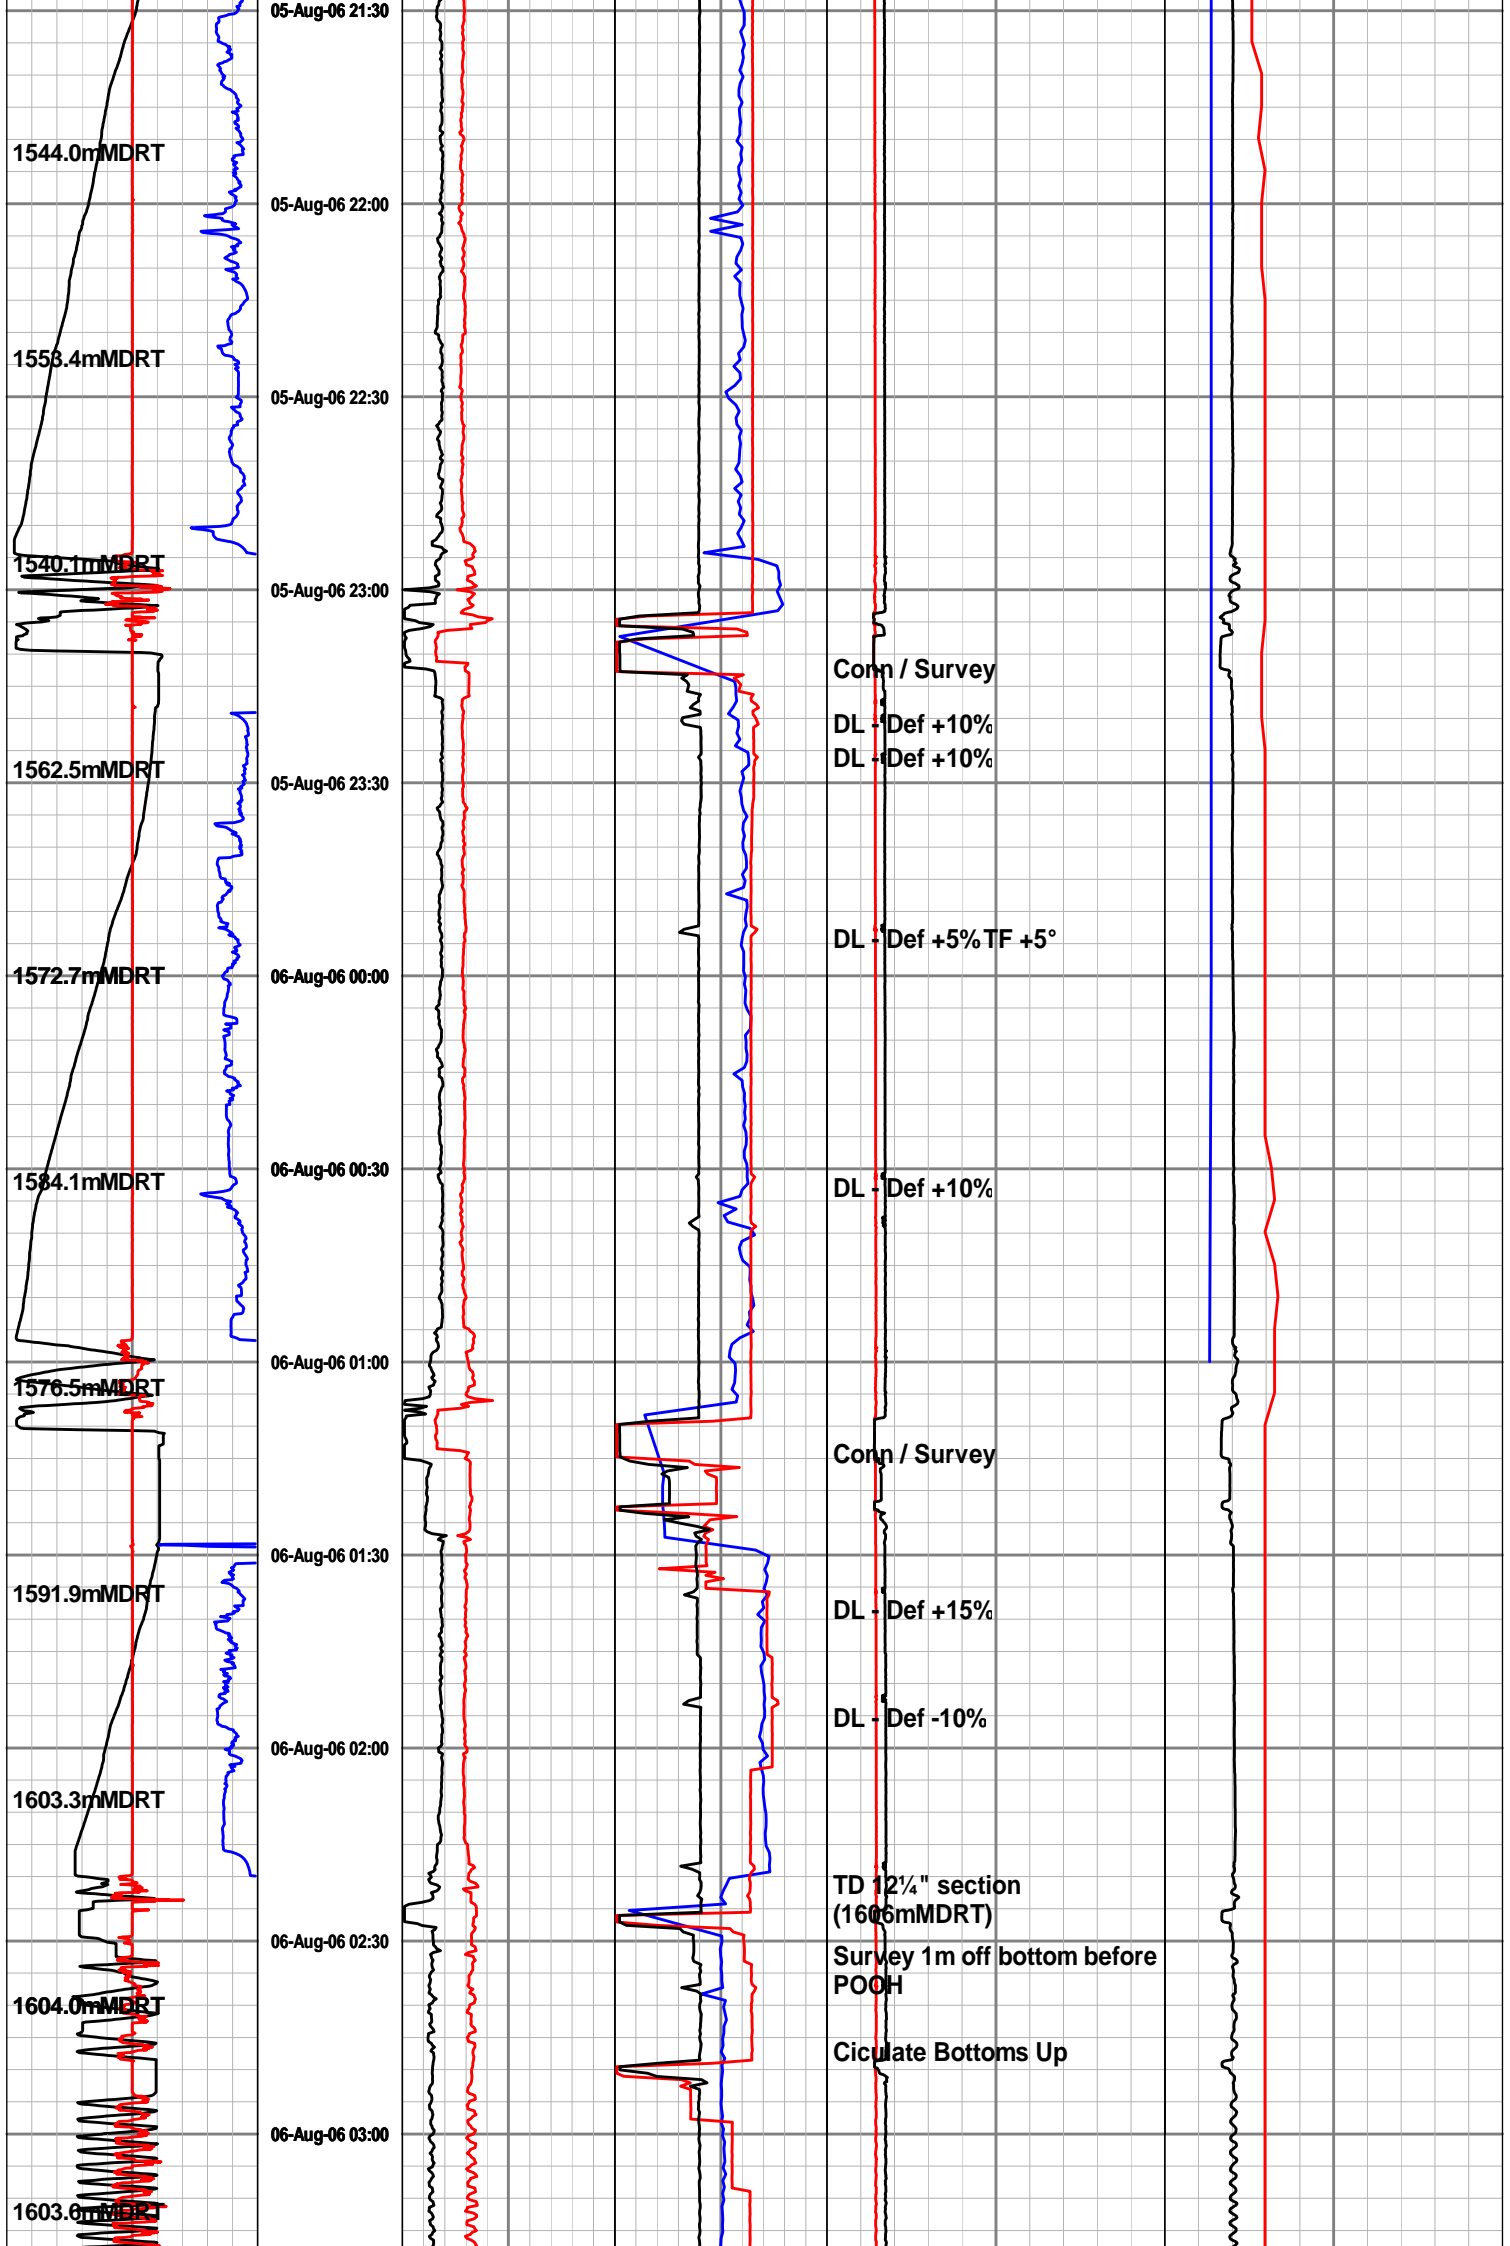 05-Aug-06 21:30
1544.0mMDRT
05-Aug-06 22:00
1553.4mMDRT
05-Aug-06 22:30
1540.1mMDRT
05-Aug-06 23:00
Conn / Survey
DL - Def +10%
DL - Def +10%
1562.5mMDRT
05-Aug-06 23:30
DL - Def +5% TF +5°
1572.7mMDRT
06-Aug-06 00:00
06-Aug-06 00:30
1584.1mMDRT
DL - Def +10%
06-Aug-06 01:00
1576.5mMDRT
Conn / Survey
06-Aug-06 01:30
1591.9mMDRT
DL - Def +15%
DL - Def -10%
06-Aug-06 02:00
1603.3mMDRT
TD 12¼" section
(1606mMDRT)
06-Aug-06 02:30
Survey 1m off bottom before
POOH
1604.0mMDRT
Ciculate Bottoms Up
06-Aug-06 03:00
1603.6mMDRT